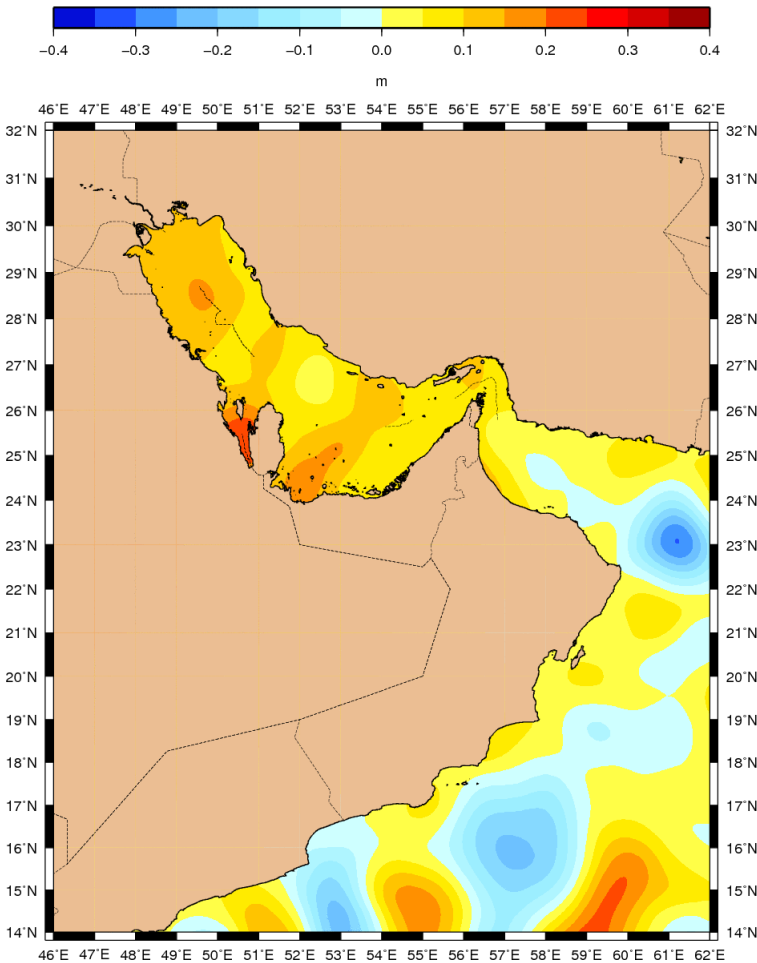 −0.4 −0.3 −0.2 −0.1 0.0 0.1 0.2 0.3 0.4
m
46˚E 47˚E 48˚E 49˚E 50˚E 51˚E 52˚E 53˚E 54˚E 55˚E 56˚E 57˚E 58˚E 59˚E 60˚E 61˚E 62˚E
32˚N 32˚N
31˚N 31˚N
30˚N 30˚N
29˚N 29˚N
28˚N 28˚N
27˚N 27˚N
26˚N 26˚N
25˚N 25˚N
24˚N 24˚N
23˚N 23˚N
22˚N 22˚N
21˚N 21˚N
20˚N 20˚N
19˚N 19˚N
18˚N 18˚N
17˚N 17˚N
16˚N 16˚N
15˚N 15˚N
14˚N 14˚N
46˚E 47˚E 48˚E 49˚E 50˚E 51˚E 52˚E 53˚E 54˚E 55˚E 56˚E 57˚E 58˚E 59˚E 60˚E 61˚E 62˚E